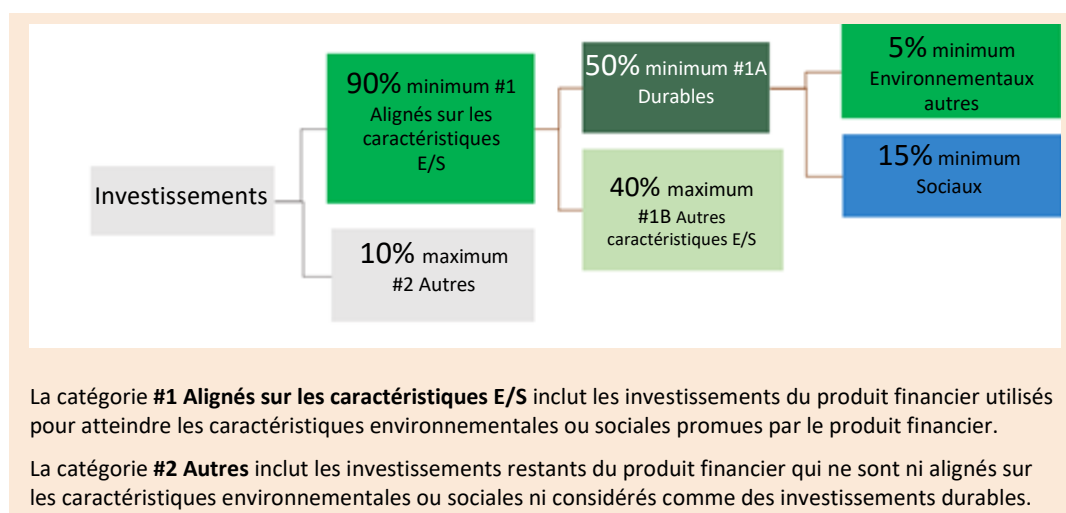 Investissements
90% minimum #1
Alignés sur les
caractéristiques
E/S
10% maximum
#2 Autres
50% minimum #1A
Durables
40% maximum
#1B Autres
caractéristiques E/S
5% minimum
Environnementaux
autres
15% minimum
Sociaux
La catégorie #1 Alignés sur les caractéristiques E/S inclut les investissements du produit financier utilisés
pour atteindre les caractéristiques environnementales ou sociales promues par le produit financier.
La catégorie #2 Autres inclut les investissements restants du produit financier qui ne sont ni alignés sur
les caractéristiques environnementales ou sociales ni considérés comme des investissements durables.